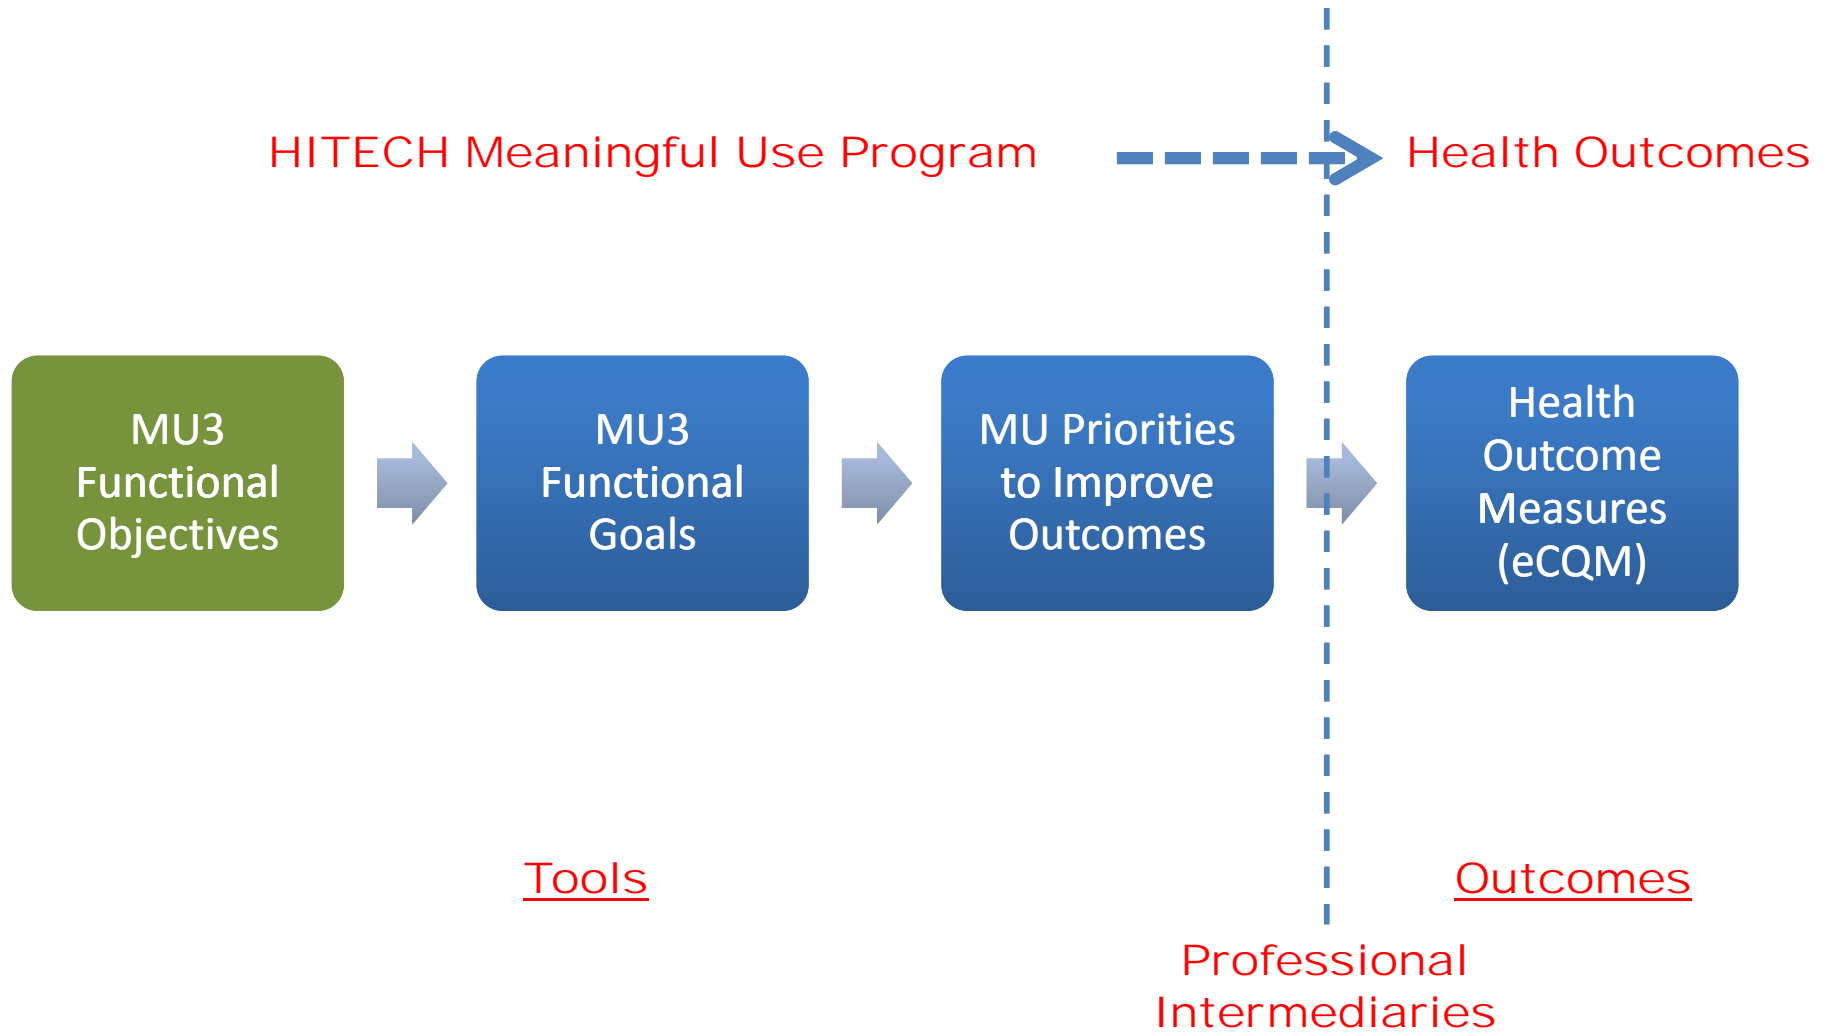 HITECH Meaningful Use Program
Health Outcomes
MU3
Functional
Objectives
MU3
Functional
Goals
MU Priorities
to Improve
Outcomes
Health
Outcome
Measures
(eCQM)
Tools
Outcomes
Professional
Intermediaries